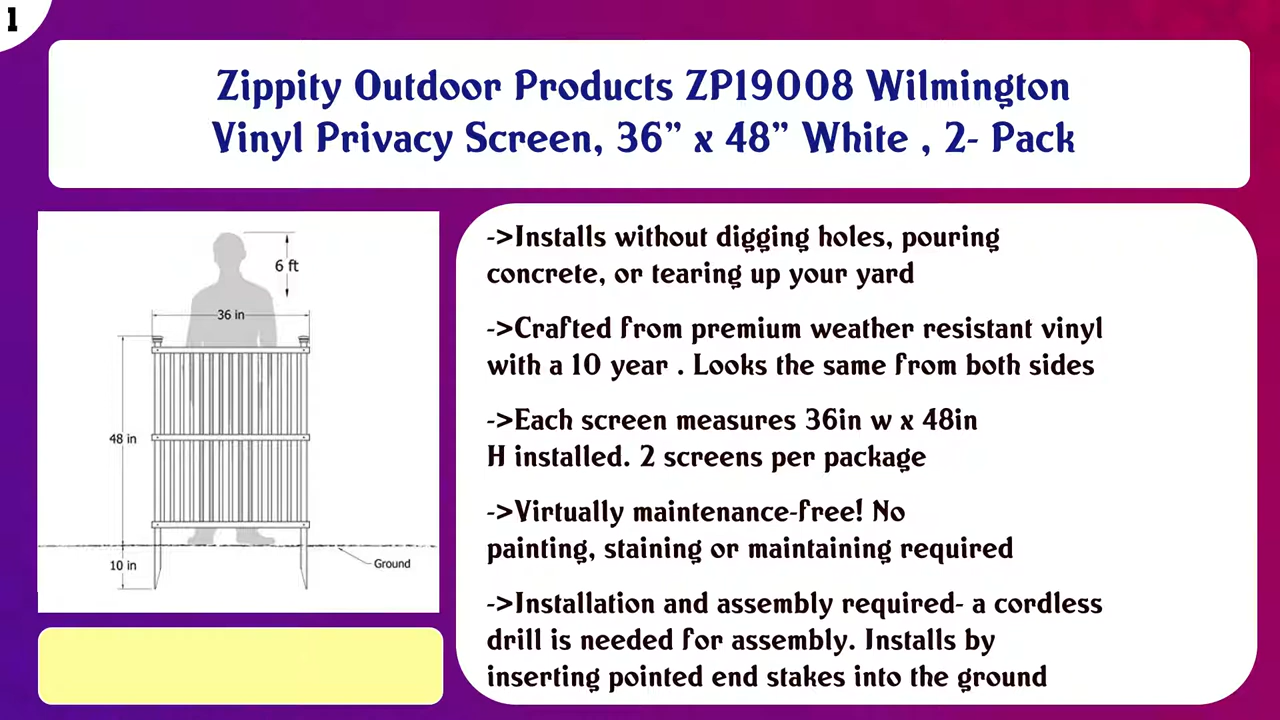 1
Zippity Outdoor Products ZP19008 Wilmington
Vinyl Privacy Screen, 36” x 48” White , 2- Pack
6 ft
36 in
48 in
10 in
Ground
->Installs without digging holes, pouring
concrete, or tearing up your yard
->Crafted from premium weather resistant vinyl
with a 10 year . Looks the same from both sides
->Each screen measures 36in w x 48in
H installed. 2 screens per package
->Virtually maintenance-free! No
painting, staining or maintaining required
->Installation and assembly required- a cordless
drill is needed for assembly. Installs by
inserting pointed end stakes into the ground